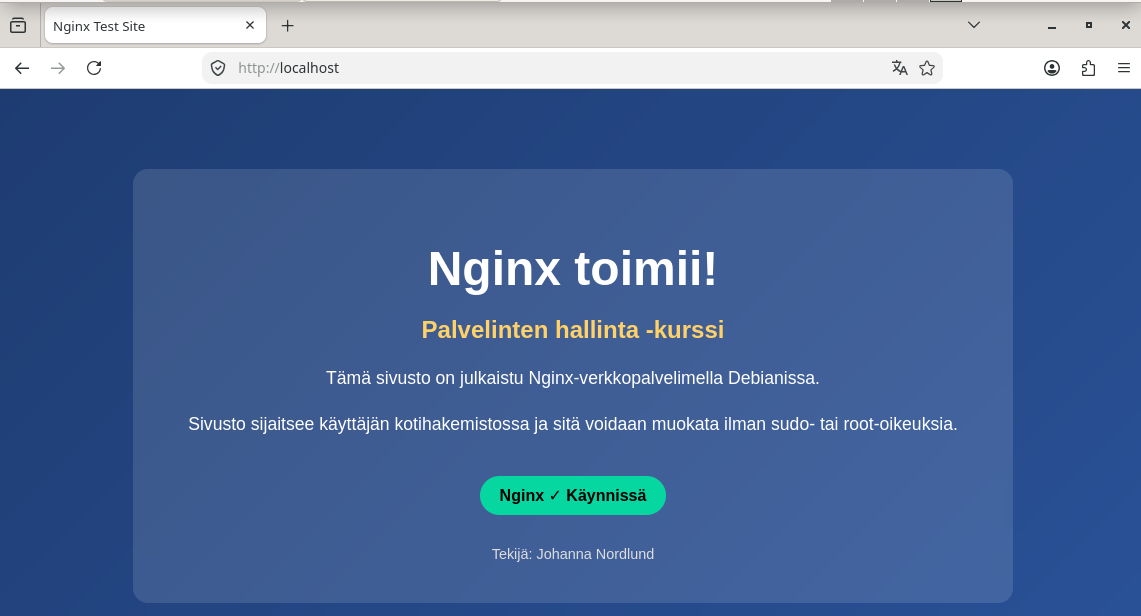 Nginx Test Site
http://localhost
Nginx toimii!
Palvelinten hallinta -kurssi
Tämä sivusto on julkaistu Nginx-verkkopalvelimella Debianissa.
Sivusto sijaitsee käyttäjän kotihakemistossa ja sitä voidaan muokata ilman sudo- tai root-oikeuksia.
Nginx ✓ Käynnissä
Tekijä: Johanna Nordlund